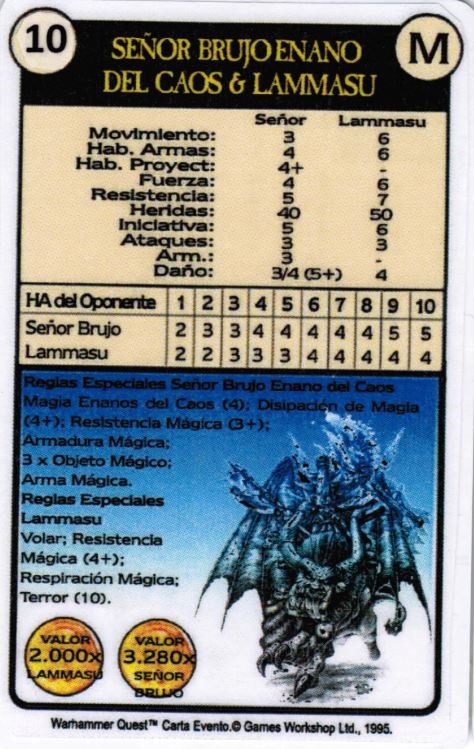 10
SEÑOR BRUJO ENANO
DEL CAOS & LAMMASU
M
Señor Lammasu
Movimiento: 3 6
Hab. Armas: 4 6
Hab. Proyect: 4+ -
Fuerza: 4 6
Resistencia: 5 7
Heridas: 40 50
Iniciativa: 5 6
Ataques: 3 3
Arm.: 3 -
Daño: 3/4 (5+) 4
HA del Oponente 1 2 3 4 5 6 7 8 9 10
Señor Brujo 2 3 3 4 4 4 4 4 5 5
Lammasu 2 2 3 3 3 4 4 4 4 4
Reglas Especiales Señor Brujo Enano del Caos
Magia Enanos del Caos (4); Disipación de Magia
(4+); Resistencia Mágica (3+);
Armadura Mágica;
3 x Objeto Mégico;
Arma Mágica.
Reglas Especiales
Lammasu
Volar; Resistencia
Mágica (4+);
Respiración Mágica;
Terror (10).
VALOR
2.000x
LAMMASU
VALOR
3.280x
SEÑOR
BRUJO
Warhammer Quest™ Carta Evento.© Games Workshop Ltd., 1995.